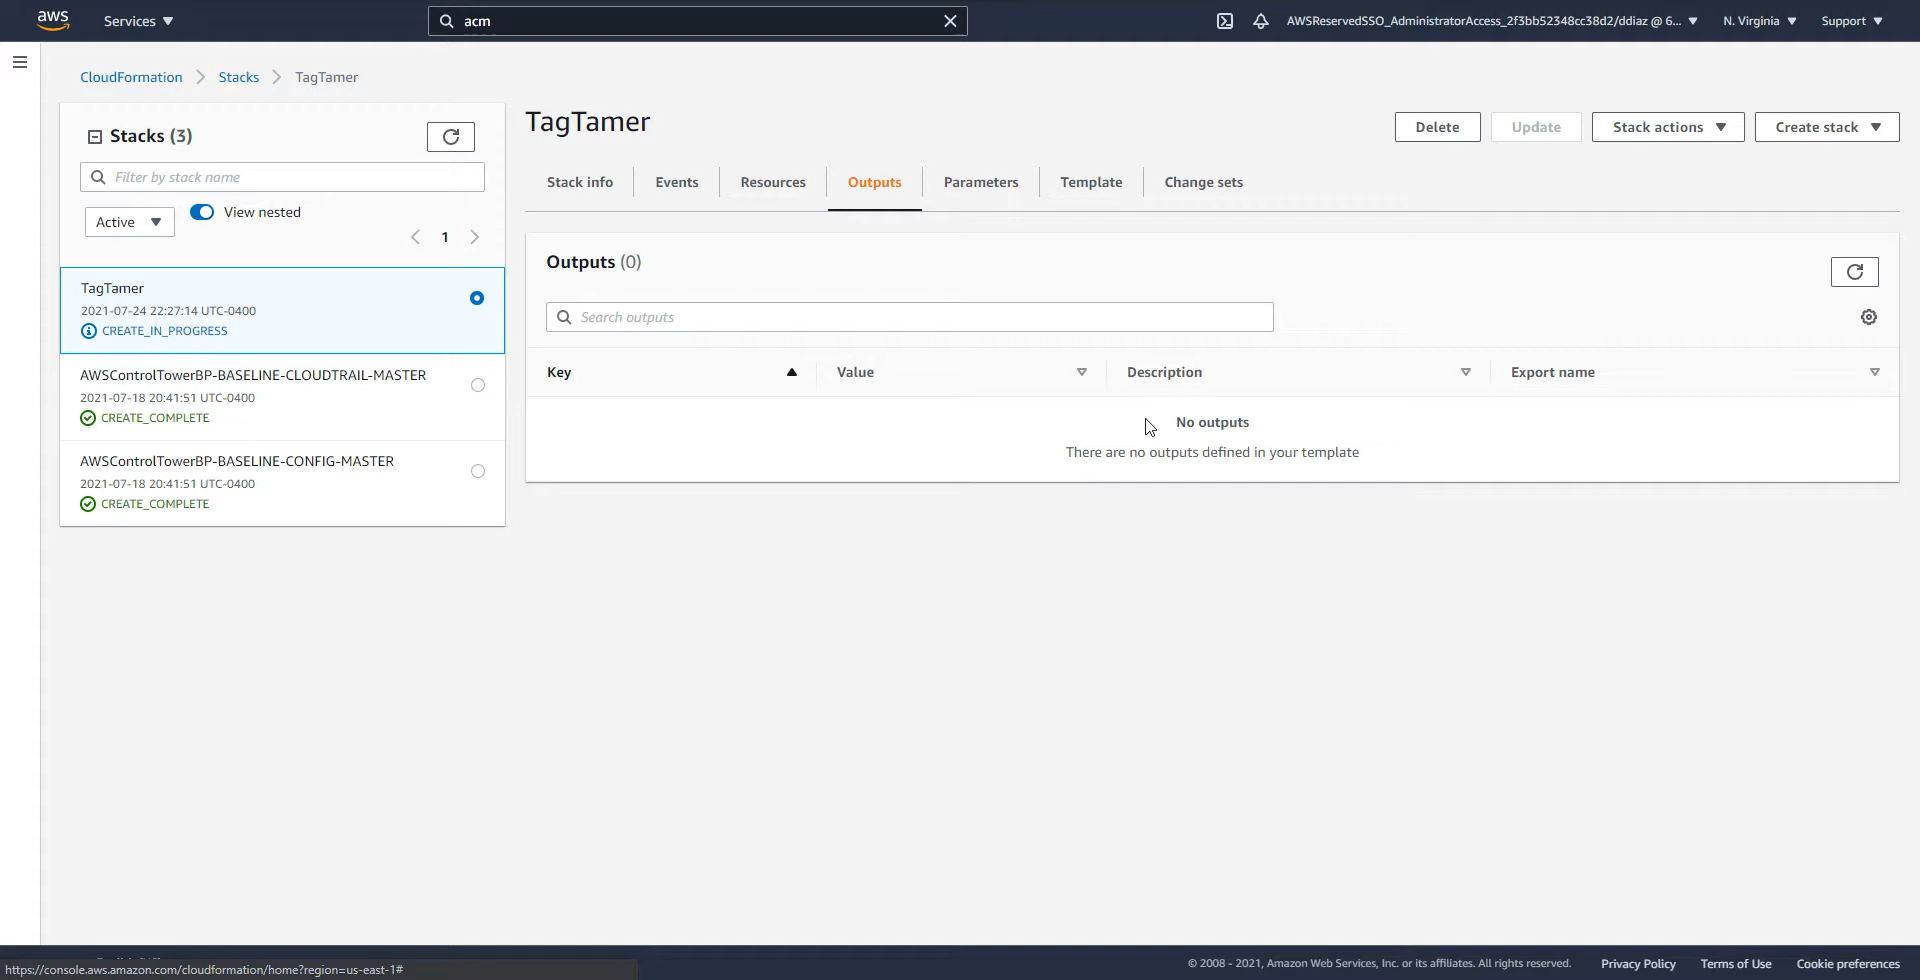 aws
Services
acm
AWSReservedSSO_AdministratorAccess_2f3bb52348cc38d2/ddiaz @ 6...
N. Virginia
Support
CloudFormation
Stacks
TagTamer
Stacks (3)
Filter by stack name
Active
View nested
1
TagTamer
2021-07-24 22:27:14 UTC-0400
CREATE_IN_PROGRESS
AWSControlTowerBP-BASELINE-CLOUDTRAIL-MASTER
2021-07-18 20:41:51 UTC-0400
CREATE_COMPLETE
AWSControlTowerBP-BASELINE-CONFIG-MASTER
2021-07-18 20:41:51 UTC-0400
CREATE_COMPLETE
TagTamer
Delete
Update
Stack actions
Create stack
Stack info
Events
Resources
Outputs
Parameters
Template
Change sets
Outputs (0)
Search outputs
Key
Value
Description
Export name
No outputs
There are no outputs defined in your template
https://console.aws.amazon.com/cloudformation/home?region=us-east-1#
© 2008 - 2021, Amazon Web Services, Inc. or its affiliates. All rights reserved.
Privacy Policy
Terms of Use
Cookie preferences